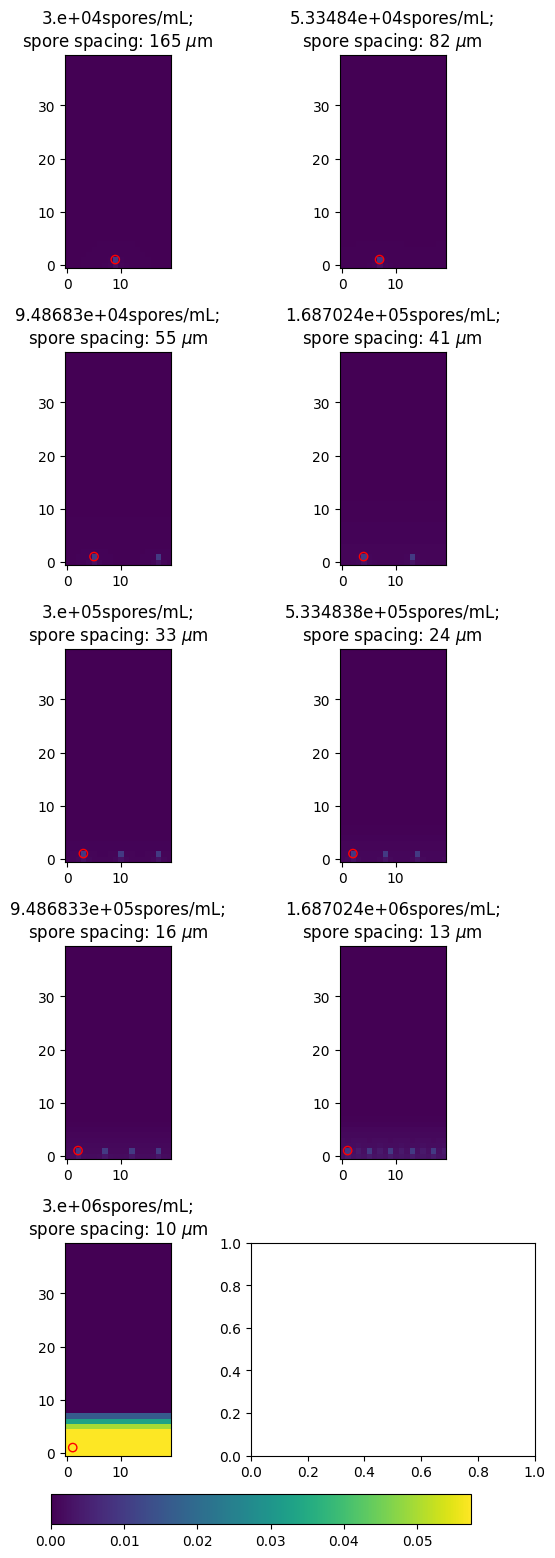 3.e+04spores/mL;
spore spacing: 165 μm
5.33484e+04spores/mL;
spore spacing: 82 μm
30
20
10
0
0 10
30
20
10
0
0 10
9.48683e+04spores/mL;
spore spacing: 55 μm
1.687024e+05spores/mL;
spore spacing: 41 μm
30
20
10
0
0 10
30
20
10
0
0 10
3.e+05spores/mL;
spore spacing: 33 μm
5.334838e+05spores/mL;
spore spacing: 24 μm
30
20
10
0
0 10
30
20
10
0
0 10
9.486833e+05spores/mL;
spore spacing: 16 μm
1.687024e+06spores/mL;
spore spacing: 13 μm
30
20
10
0
0 10
30
20
10
0
0 10
3.e+06spores/mL;
spore spacing: 10 μm
30
20
10
0
0 10
1.0
0.8
0.6
0.4
0.2
0.0
0.0 0.2 0.4 0.6 0.8 1.0
0.00 0.01 0.02 0.03 0.04 0.05